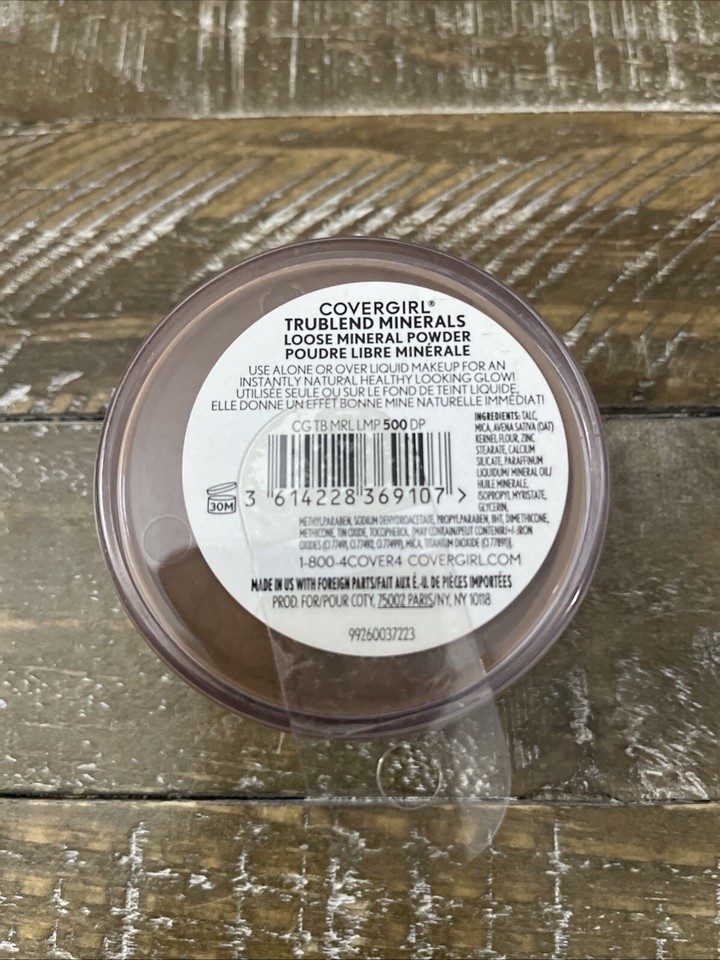 COVERGIRL®
TRUBLEND MINERALS
LOOSE MINERAL POWDER
POUDRE LIBRE MINÉRALE
USE ALONE OR OVER LIQUID MAKEUP FOR AN
INSTANTLY NATURAL HEALTHY LOOKING GLOW!
UTILISÉE SEULE OU SUR LE FOND DE TEINT LIQUIDE,
ELLE DONNE UN EFFET BONNE MINE NATURELLE IMMÉDIAT!
CG TB MRL LMP 500 DP
INGREDIENTS: TALC,
MICA, AVENA SATIVA (OAT)
KERNEL FLOUR, ZINC
STEARATE, CALCIUM
SILICATE, PARAFFINUM
LIQUIDUM/ MINERAL OIL/
HUILE MINERALE,
ISOPROPYL MYRISTATE,
GLYCERIN,
30M
3 614228 369107 >
METHYLPARABEN, SODIUM DEHYDROACETATE, PROPYLPARABEN, BHT, DIMETHICONE,
METHICONE, TIN OXIDE, TOCOPHEROL, [MAY CONTAIN/PEUT CONTENIR/+/-:IRON
OXIDES (CI 77491, CI 77492, CI 77499), MICA, TITANIUM DIOXIDE (CI 77891)].
1-800-4COVER4 COVERGIRL.COM
MADE IN US WITH FOREIGN PARTS/FAIT AUX É.-U. DE PIÈCES IMPORTÉES
PROD. FOR/POUR COTY, 75002 PARIS/NY, NY 10118
99260037223